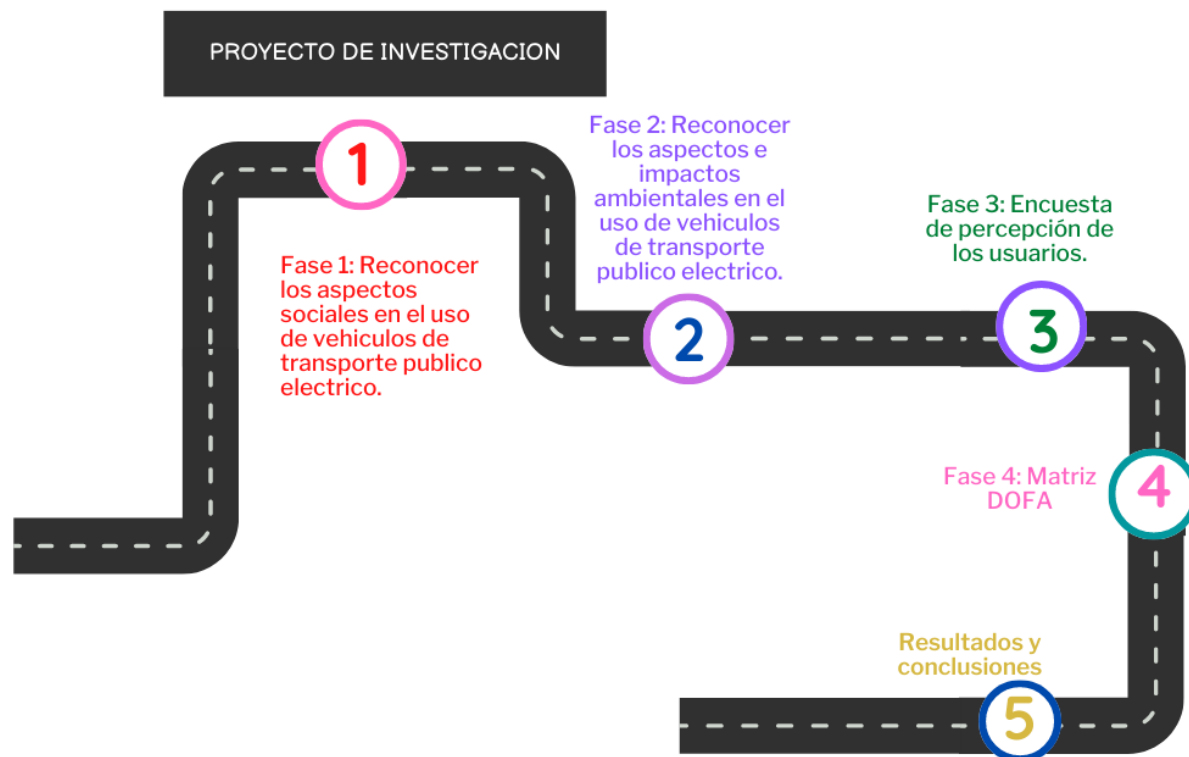 PROYECTO DE INVESTIGACION
1
Fase 1: Reconocer
los aspectos
sociales en el uso
de vehiculos de
transporte publico
electrico.
Fase 2: Reconocer
los aspectos e
impactos
ambientales en el
uso de vehiculos
de transporte
publico electrico.
2
Fase 3: Encuesta
de percepción de
los usuarios.
3
Fase 4: Matriz
DOFA
4
Resultados y
conclusiones
5